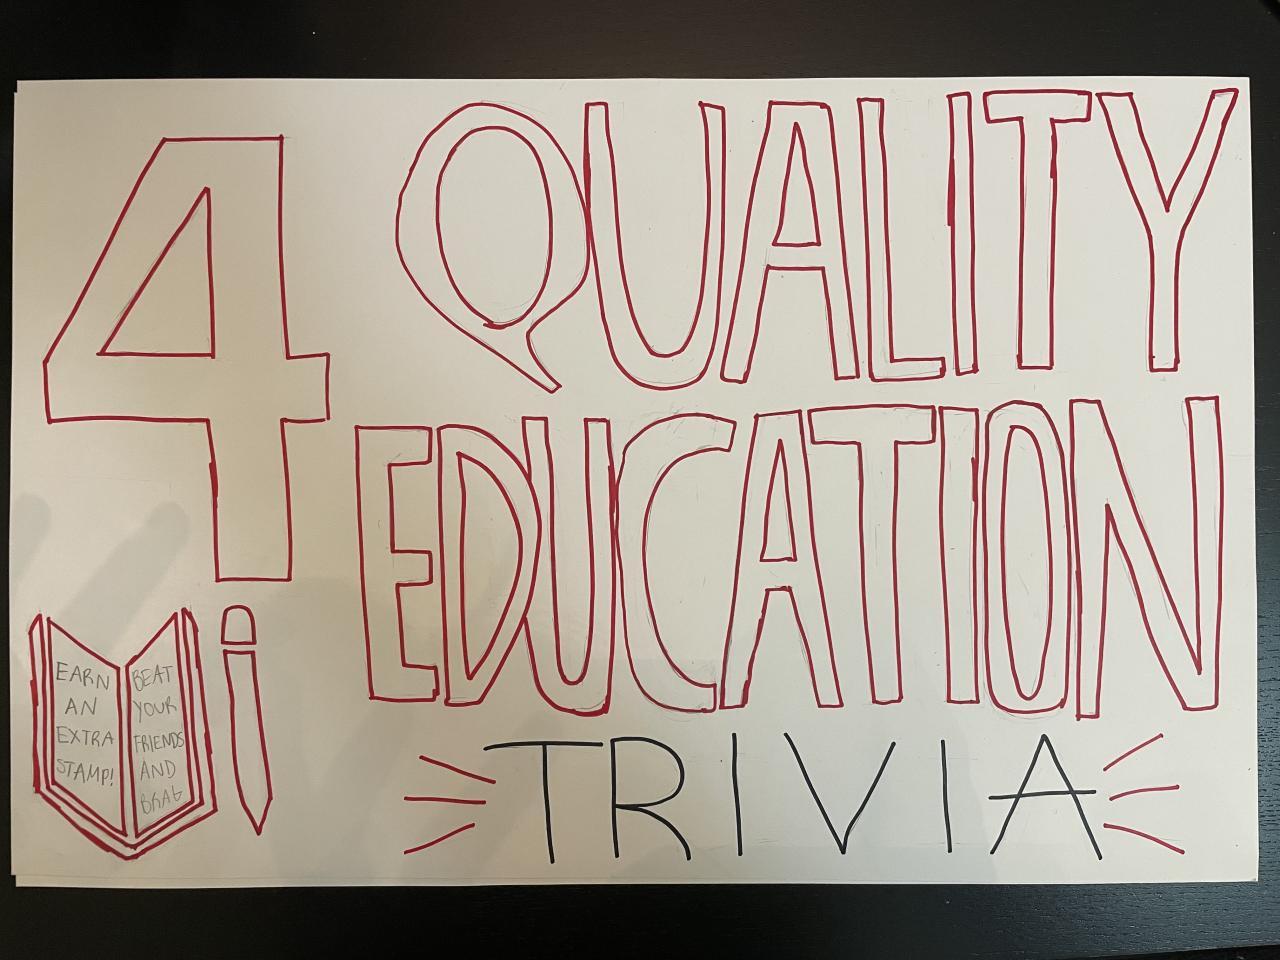 4
QUALITY
EDUCATION
TRIVIA
EARN
AN
EXTRA
STAMP!
BEAT
YOUR
FRIENDS
AND
BRAG